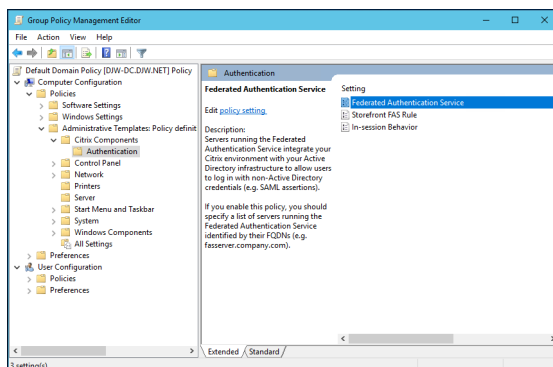 Group Policy Management Editor
File Action View Help
Default Domain Policy [DJW-DC.DJW.NET] Policy
Computer Configuration
Policies
Software Settings
Windows Settings
Administrative Templates: Policy definit
Citrix Components
Authentication
Control Panel
Network
Printers
Server
Start Menu and Taskbar
System
Windows Components
All Settings
Preferences
User Configuration
Policies
Preferences
Authentication
Federated Authentication Service
Edit policy setting.
Description:
Servers running the Federated
Authentication Service integrate your
Citrix environment with your Active
Directory infrastructure to allow users
to log in with non-Active Directory
credentials (e.g. SAML assertions).
If you enable this policy, you should
specify a list of servers running the
Federated Authentication Service
identified by their FQDNs (e.g.
fasserver.company.com).
Setting
Federated Authentication Service
Storefront FAS Rule
In-session Behavior
Extended Standard
3 setting(s)